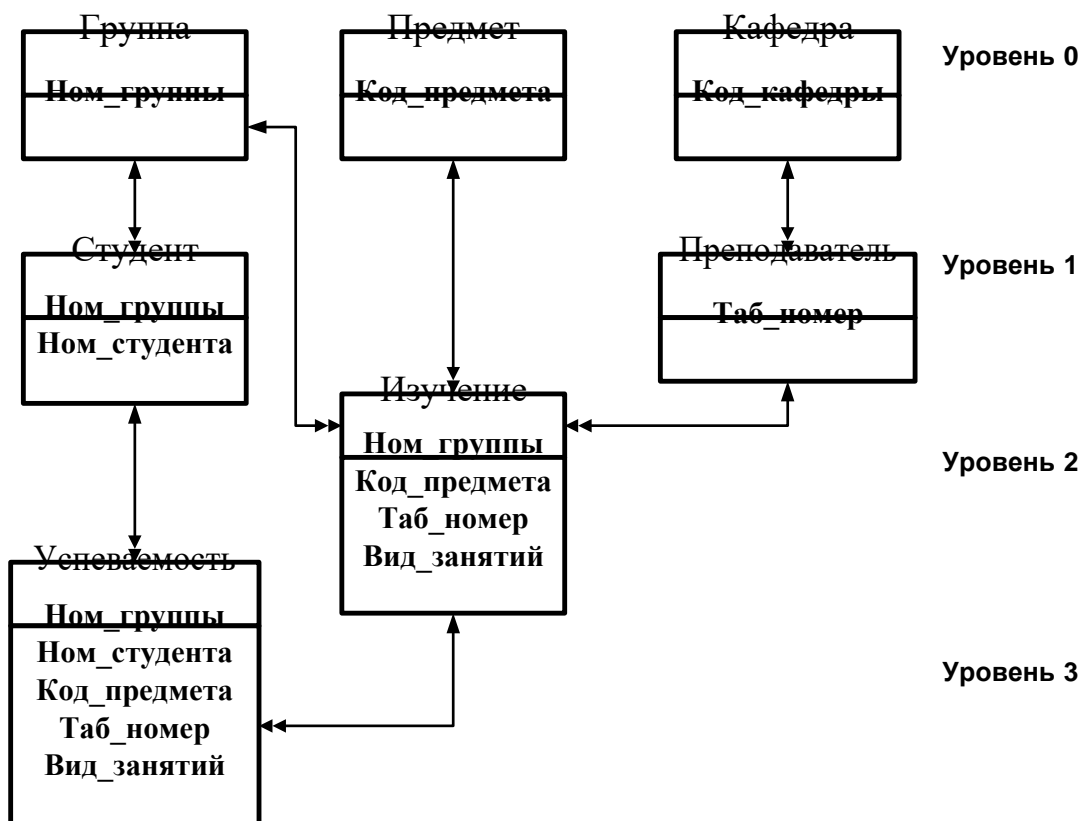 Группа
Ном_группы
Предмет
Код_предмета
Кафедра
Код_кафедры
Уровень 0
Студент
Ном_группы
Ном_студента
Преподаватель
Таб_номер
Уровень 1
Изучение
Ном_группы
Код_предмета
Таб_номер
Вид_занятий
Уровень 2
Успеваемость
Ном_группы
Ном_студента
Код_предмета
Таб_номер
Вид_занятий
Уровень 3